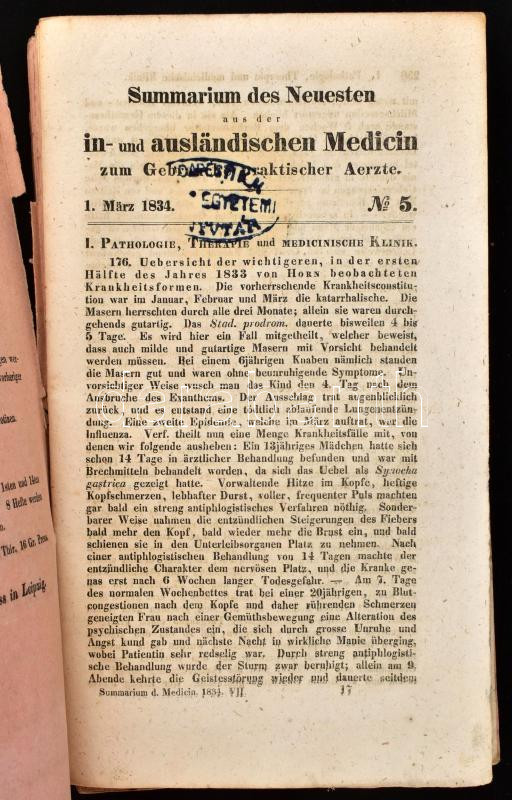 Summarium des Neuesten
aus der
in- und ausländischen Medicin
zum praktischer Aerzte.
1. März 1834. № 5.
EGYETEMI
I. Pathologie, Therapie und medicinische Klinik.
176. Uebersicht der wichtigeren, in der ersten
Hälfte des Jahres 1833 von Horn beobachteten
Krankheitsformen. Die vorherrschende Krankheitsconstitu-
tion war im Januar, Februar und März die katarrhalische. Die
Masern herrschten durch alle drei Monate; allein sie waren durch-
gehends gutartig. Das Stad. prodrom. dauerte bisweilen 4 bis
5 Tage. Es wird hier ein Fall mitgetheilt, welcher beweist,
dass auch milde und gutartige Masern mit Vorsicht behandelt
werden müssen. Bei einem 6jährigen Knaben nämlich standen
die Masern gut und waren ohne beunruhigende Symptome. Un-
vorsichtiger Weise wusch man das Kind den 4. Tag nach dem
Ausbruche des Exanthems. Der Ausschlag trat augenblicklich
zurück, und es entstand eine tödtlich ablaufende Lungenentzün-
dung. Eine zweite Epidemie, welche im März auftrat, war die
Influenza. Verf. theilt nun eine Menge Krankheitsfälle mit, von
denen wir folgende ausheben: Ein 13jähriges Mädchen hatte sich
schon 14 Tage in ärztlicher Behandlung befunden und war mit
Brechmitteln behandelt worden, da sich das Uebel als Synocha
gastrica gezeigt hatte. Vorwaltende Hitze im Kopfe, heftige
Kopfschmerzen, lebhafter Durst, voller, frequenter Puls machten
gar bald ein streng antiphlogistisches Verfahren nöthig. Sonder-
barer Weise nahmen die entzündlichen Steigerungen des Fiebers
bald mehr den Kopf, bald wieder mehr die Brust ein, und bald
schienen sie in den Unterleibsorganen Platz zu nehmen. Nach
einer antiphlogistischen Behandlung von 14 Tagen machte der
entzündliche Charakter dem nervösen Platz, und die Kranke ge-
nas erst nach 6 Wochen langer Todesgefahr. — Am 7. Tage
des normalen Wochenbettes trat bei einer 20jährigen, zu Blut-
congestionen nach dem Kopfe und daher rührenden Schmerzen
geneigten Frau nach einer Gemüthsbewegung eine Alteration des
psychischen Zustandes ein, die sich durch grosse Unruhe und
Angst kund gab und nächste Nacht in wirkliche Manie überging,
wobei Patientin sehr redselig war. Durch streng antiphlogisti-
sche Behandlung wurde der Sturm zwar beruhigt; allein am 9.
Abende kehrte die Geistesstörung wieder und dauerte seitdem
Summarium d. Medicin. 1834. VII. 17